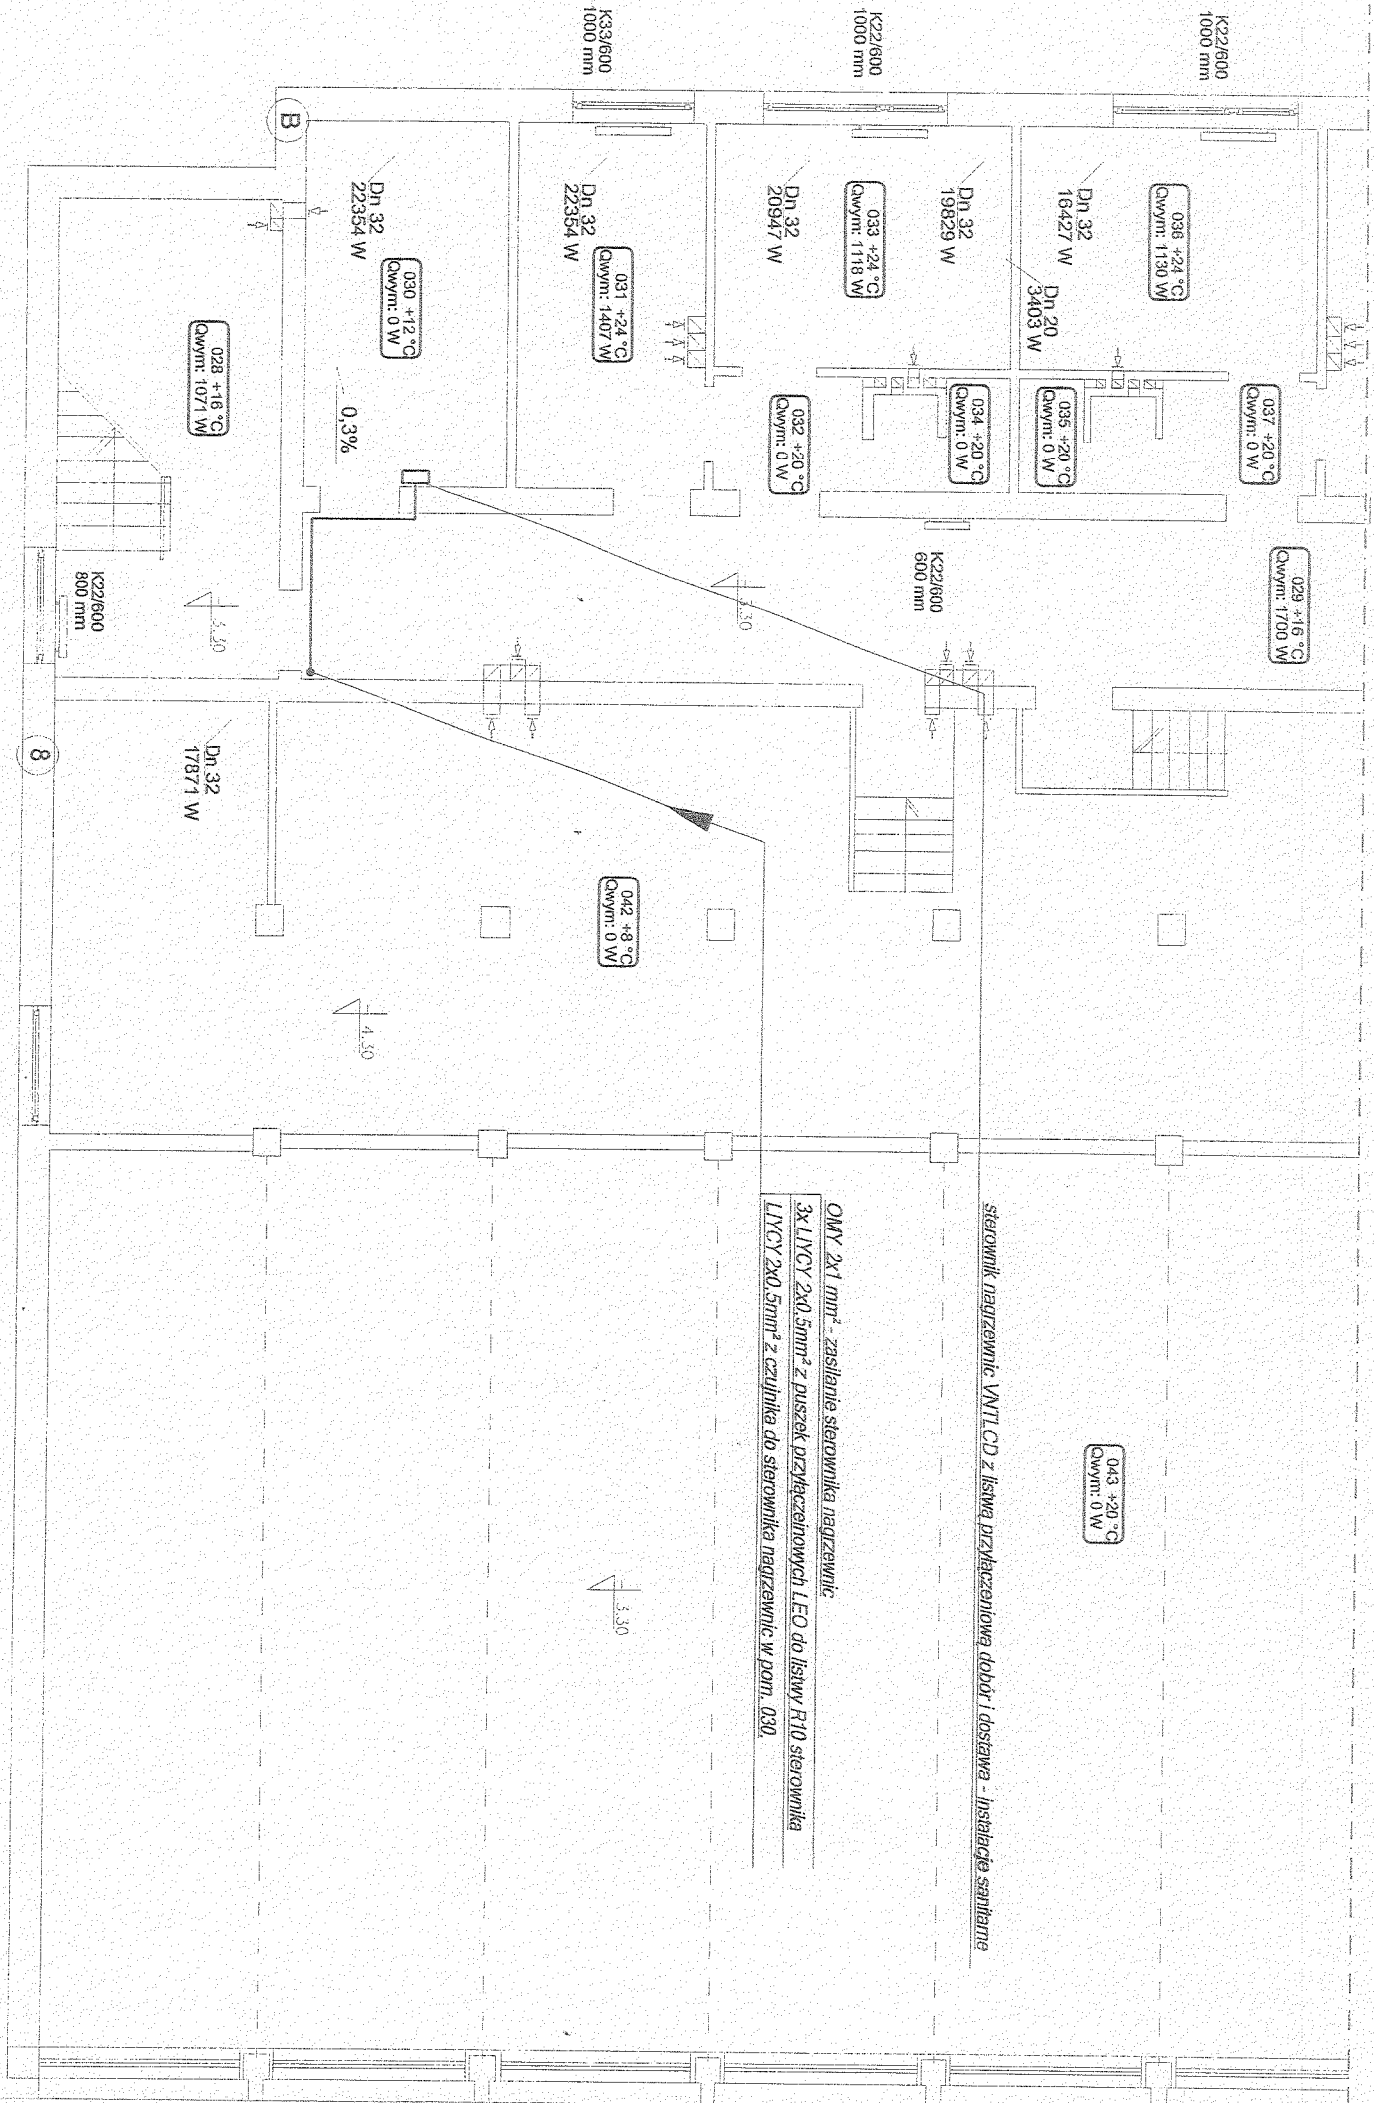 K33/600
1000 mm
K22/600
1000 mm
K22/600
1000 mm
B
Dn 32
22354 W
Dn 32
22354 W
Dn 32
20947 W
Dn 32
19829 W
Dn 32
16427 W
Dn 20
3403 W
028 +16 °C
Qwym: 1071 W
030 +12 °C
Qwym: 0 W
031 +24 °C
Qwym: 1407 W
033 +24 °C
Qwym: 1118 W
036 +24 °C
Qwym: 1130 W
0,3%
032 +20 °C
Qwym: 0 W
034 +20 °C
Qwym: 0 W
035 +20 °C
Qwym: 0 W
037 +20 °C
Qwym: 0 W
029 +16 °C
Qwym: 1700 W
K22/600
800 mm
K22/600
600 mm
8
Dn 32
17871 W
042 +8 °C
Qwym: 0 W
-4.30
043 +20 °C
Qwym: 0 W
sterownik nagrzewnic VNTLCD z listwą przyłączeniową dobór i dostawa - instalacje sanitarne
OMY 2x1 mm² - zasilanie sterownika nagrzewnic
3x LIYCY 2x0,5mm² z puszek przyłączeinowych LEO do listwy R10 sterownika
LIYCY 2x0,5mm² z czujnika do sterownika nagrzewnic w pom. 030.